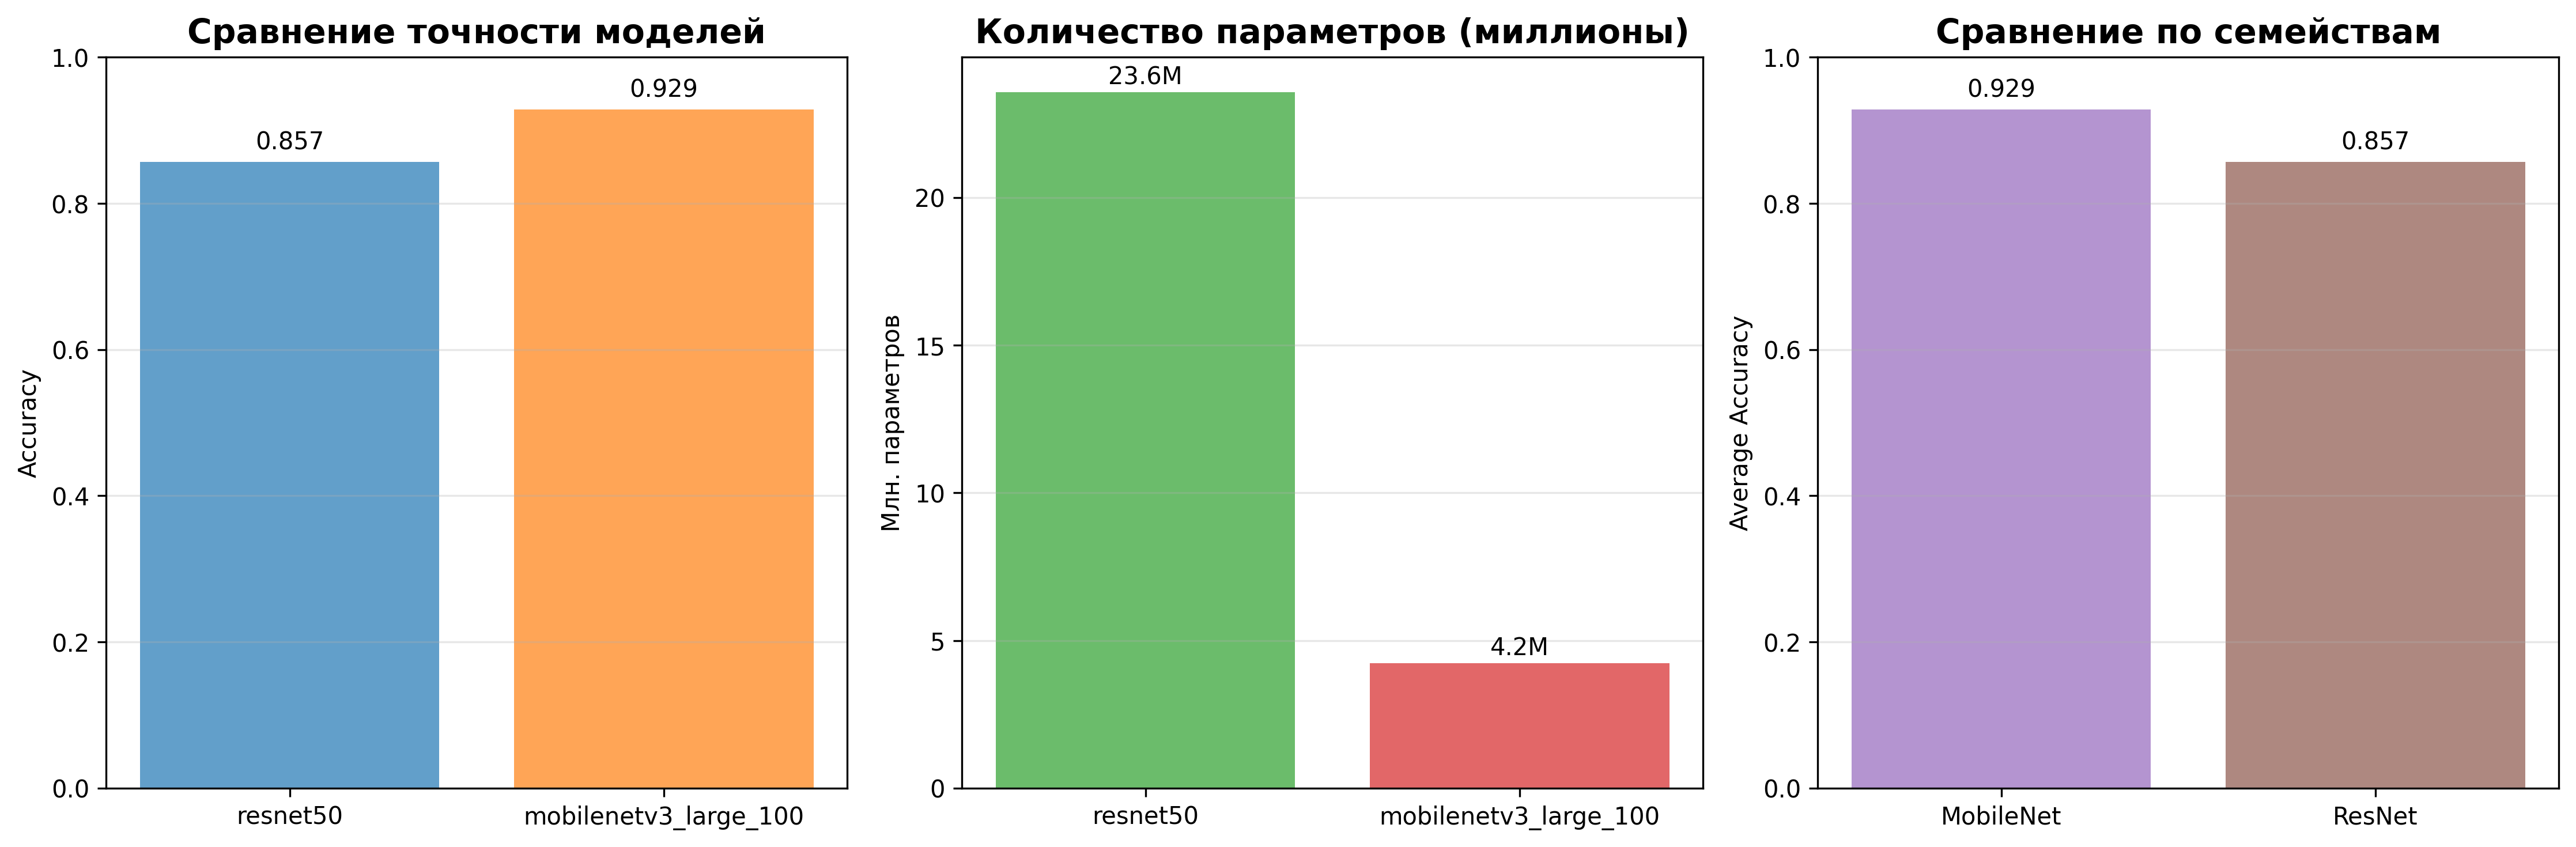 Сравнение точности моделей
Accuracy
1.0
0.8
0.6
0.4
0.2
0.0
0.857
0.929
resnet50
mobilenetv3_large_100
Количество параметров (миллионы)
Млн. параметров
20
15
10
5
0
23.6M
4.2M
resnet50
mobilenetv3_large_100
Сравнение по семействам
Average Accuracy
1.0
0.8
0.6
0.4
0.2
0.0
0.929
0.857
MobileNet
ResNet